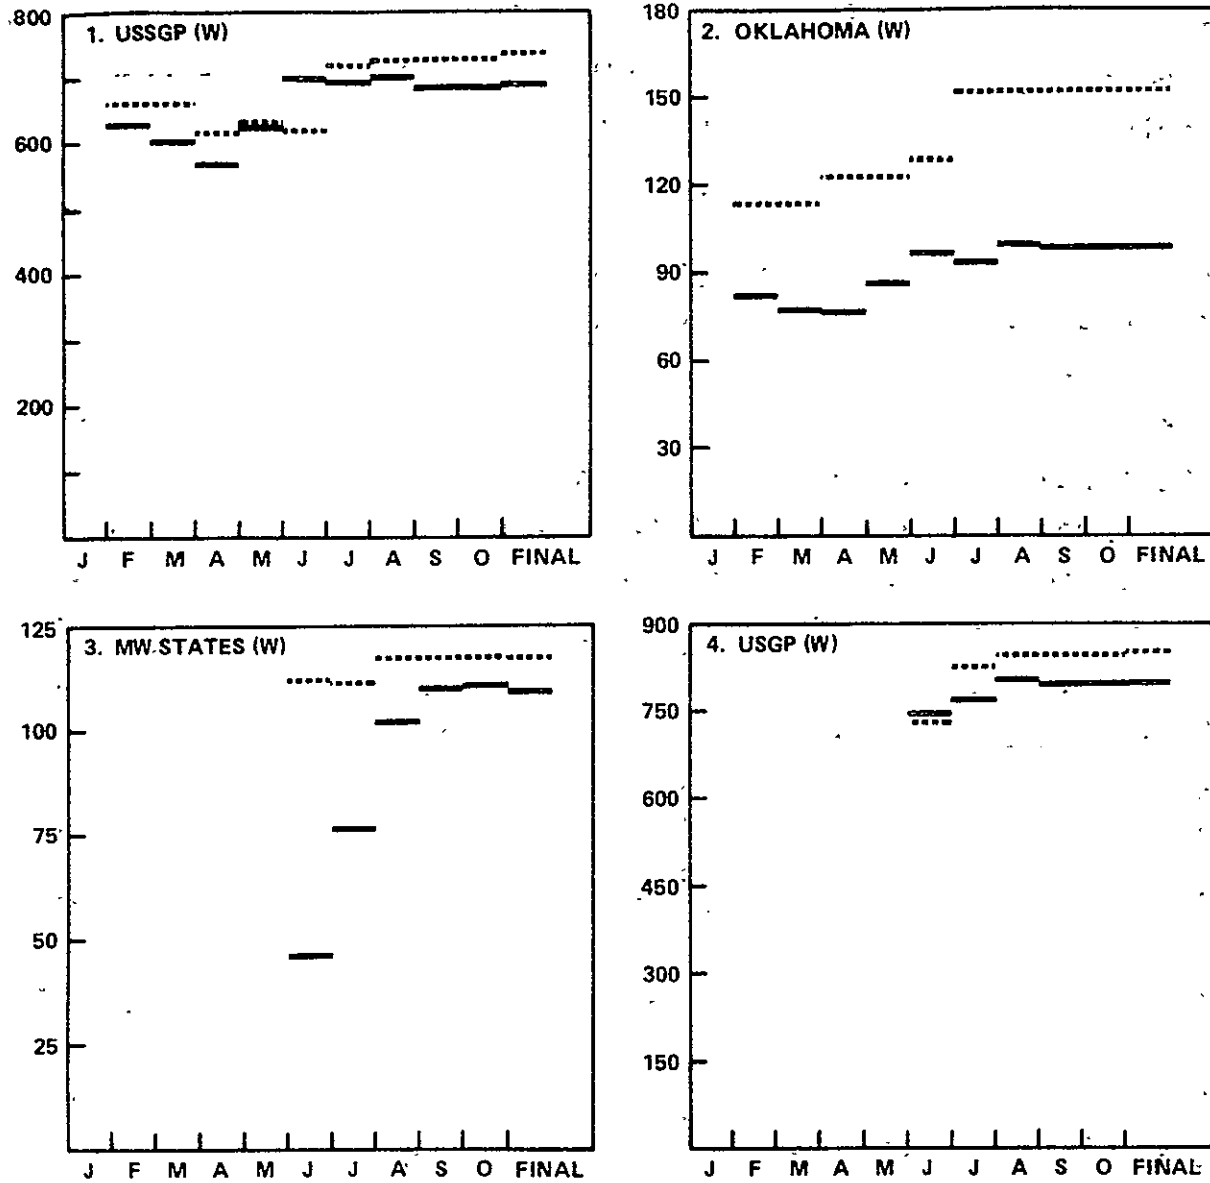 1. USSGP (W)
800
600
400
200
J F M A M J J A S O FINAL
2. OKLAHOMA (W)
180
150
120
90
60
30
J F M A M J J A S O FINAL
3. MW STATES (W)
125
100
75
50
25
J F M A M J J A S O FINAL
4. USGP (W)
900
750
600
450
300
150
J F M A M J J A S O FINAL